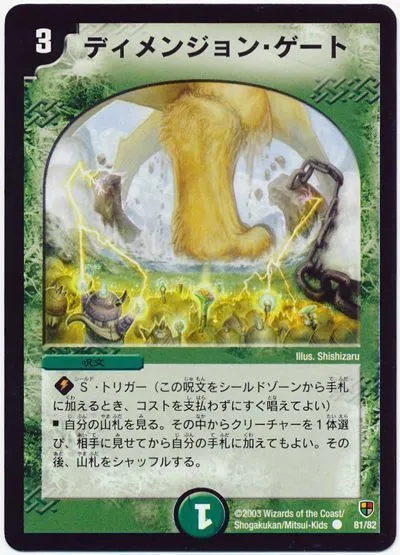 3
ディメンジョン・ゲート
Illus. Shishizaru
呪文
S・トリガー（この呪文をシールドゾーンから手札
に加えるとき、コストを支払わずにすぐ唱えてよい）
■自分の山札を見る。その中からクリーチャーを1体選
び、相手に見せてから自分の手札に加えてもよい。その
後、山札をシャッフルする。
1
©2003 Wizards of the Coast/
Shogakukan/Mitsui-Kids
81/82